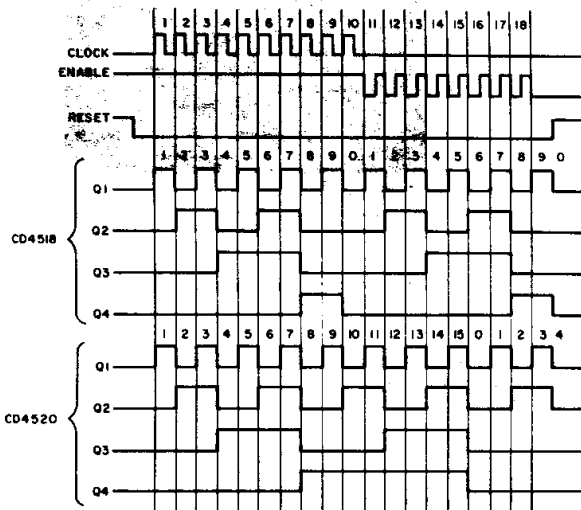 1 2 3 4 5 6 7 8 9 10 11 12 13 14 15 16 17 18
CLOCK
ENABLE
RESET
1 2 3 4 5 6 7 8 9 0 1 2 3 4 5 6 7 8 9 0
Q1
Q2
CD4518
Q3
Q4
1 2 3 4 5 6 7 8 9 10 11 12 13 14 15 0 1 2 3 4
Q1
Q2
CD4520
Q3
Q4